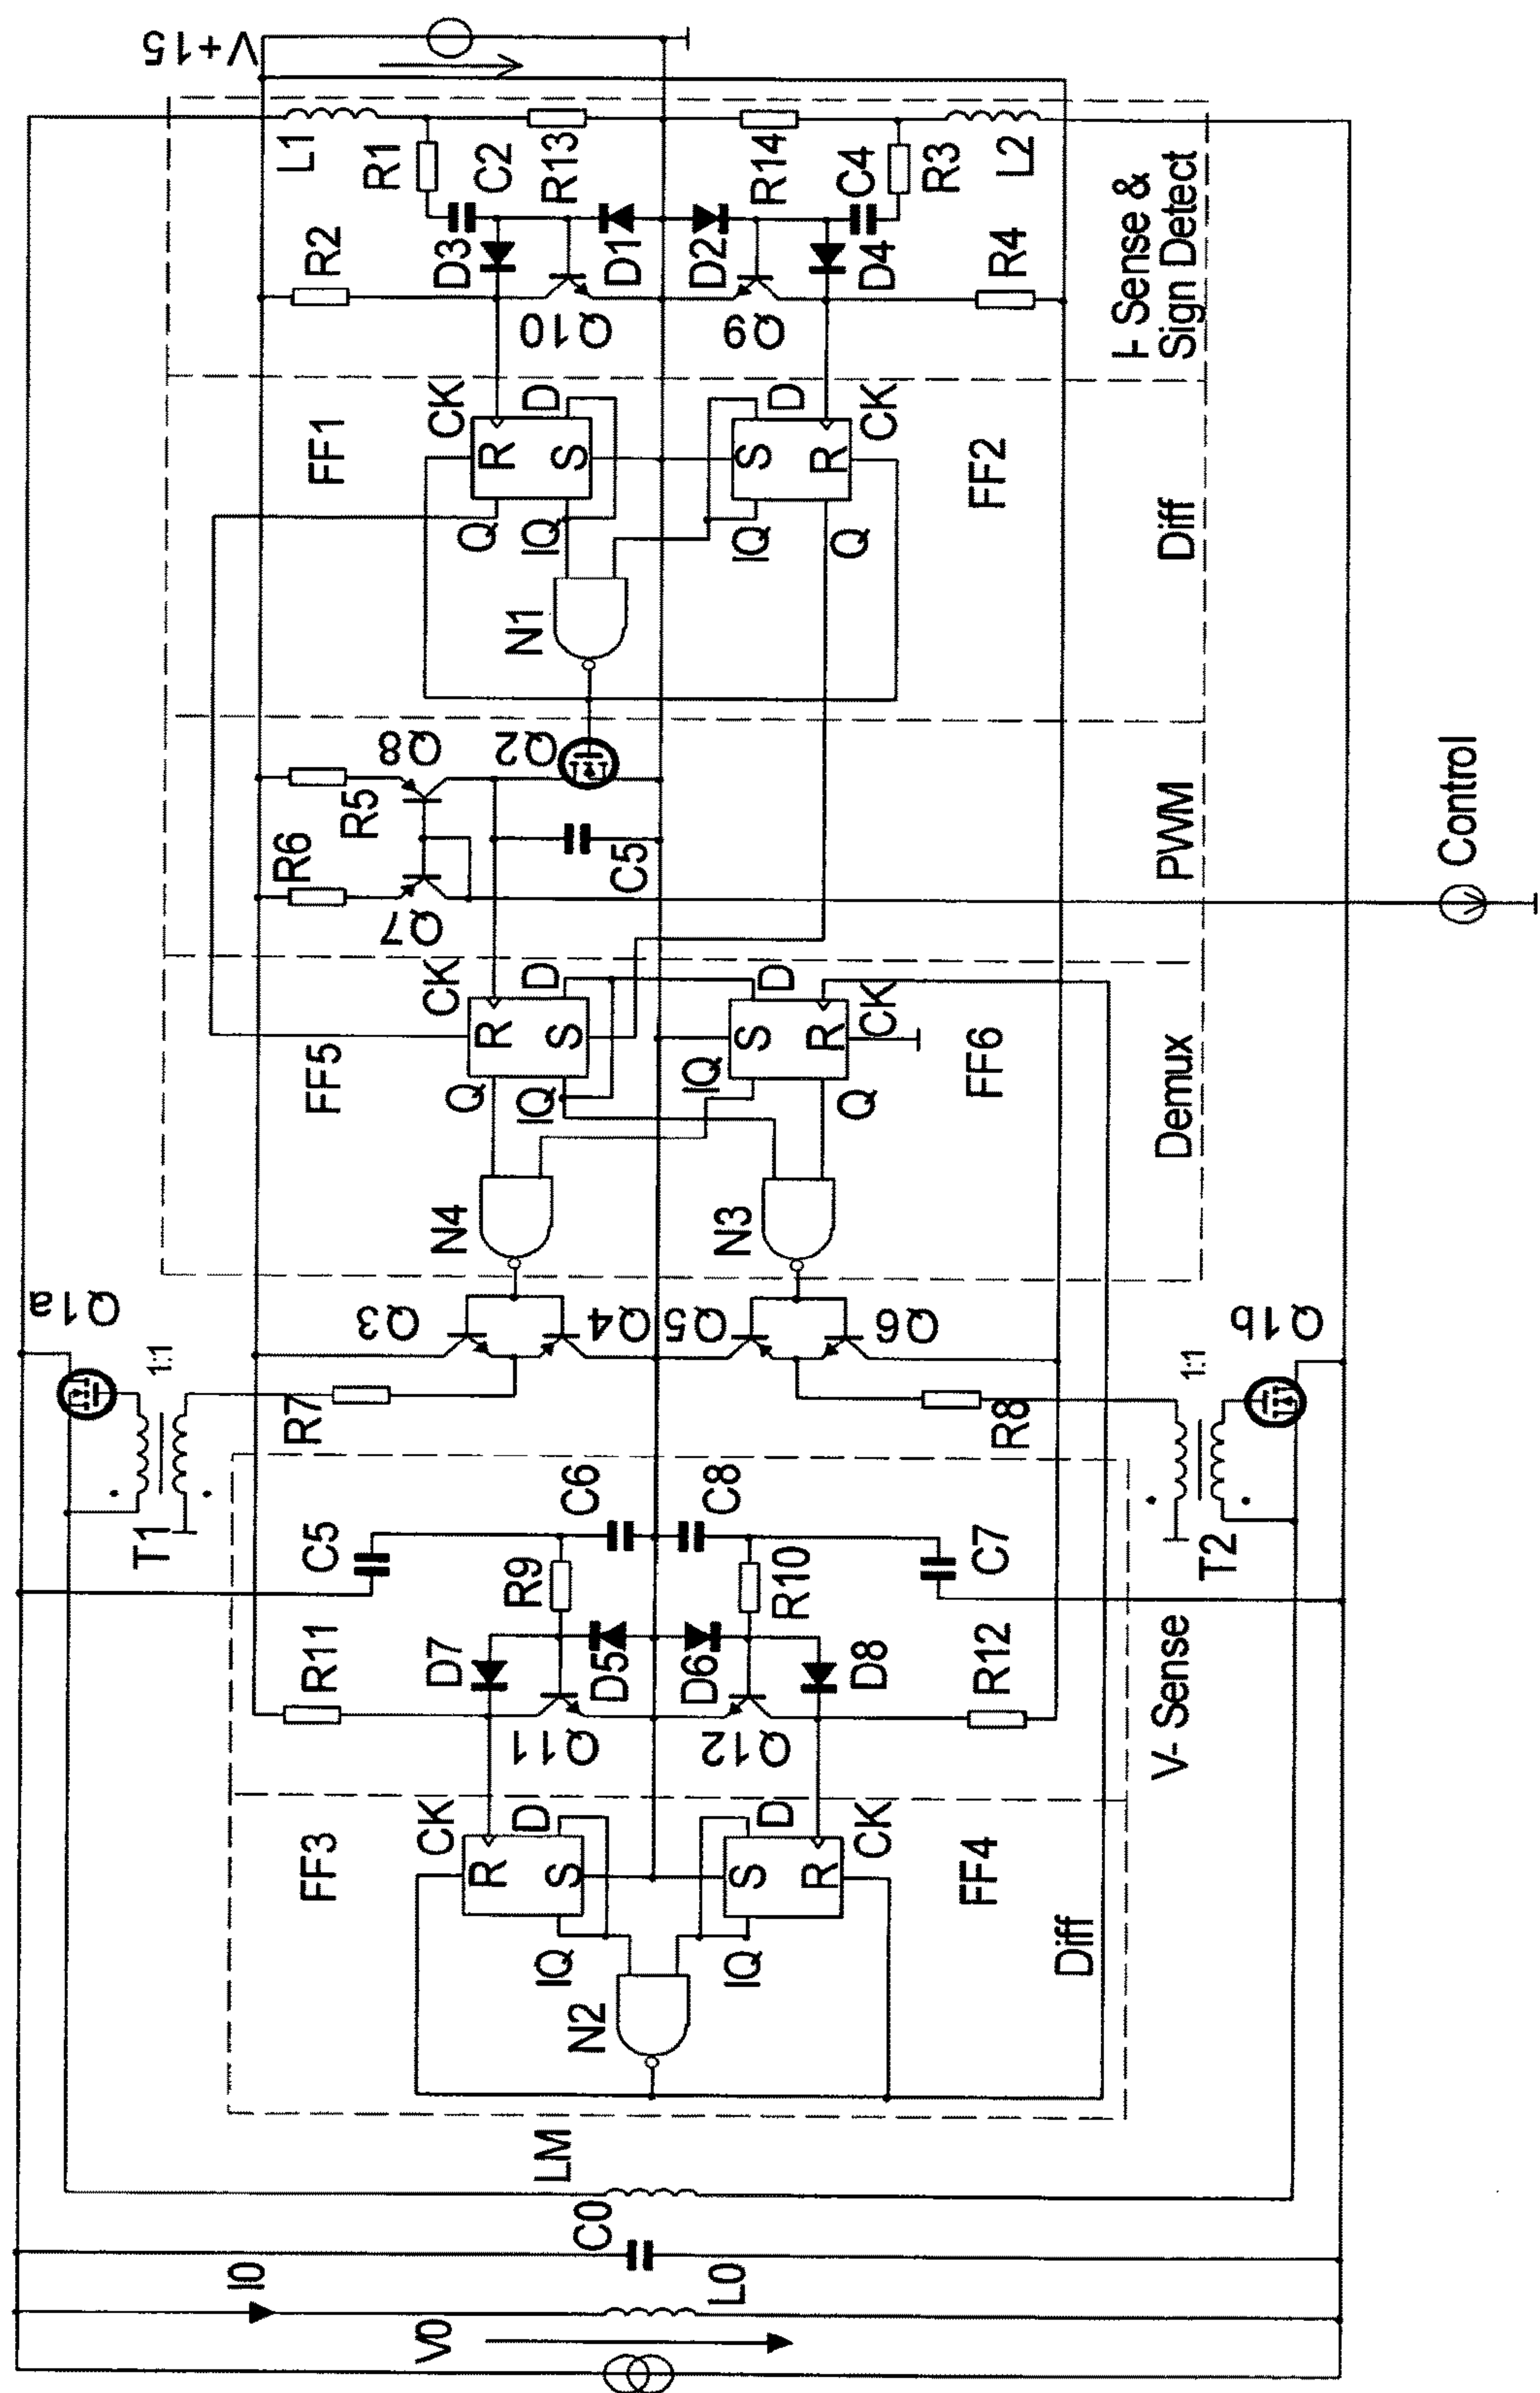 V+15
L1
R1
C2
R13
R14
C4
R3
L2
R2
D3
D1
D2
D4
R4
Q10
Q9
I- Sense &
Sign Detect
FF1
CK
D
R
S
Q
IQ
S
D
R
CK
IQ
Q
FF2
N1
Diff
Q8
Q2
R5
R6
Q7
C5
PWM
Control
FF5
CK
D
R
S
Q
IQ
S
D
R
CK
IQ
Q
FF6
N4
N3
Demux
Q1a
1:1
Q3
Q4
Q5
Q6
Q1b
1:1
R7
R8
T1
T2
C5
C6
C8
C7
R9
R10
R11
D7
D5
D6
D8
R12
Q11
Q12
V- Sense
FF3
CK
D
R
S
IQ
S
D
R
CK
IQ
FF4
N2
Diff
LM
C0
I0
L0
V0